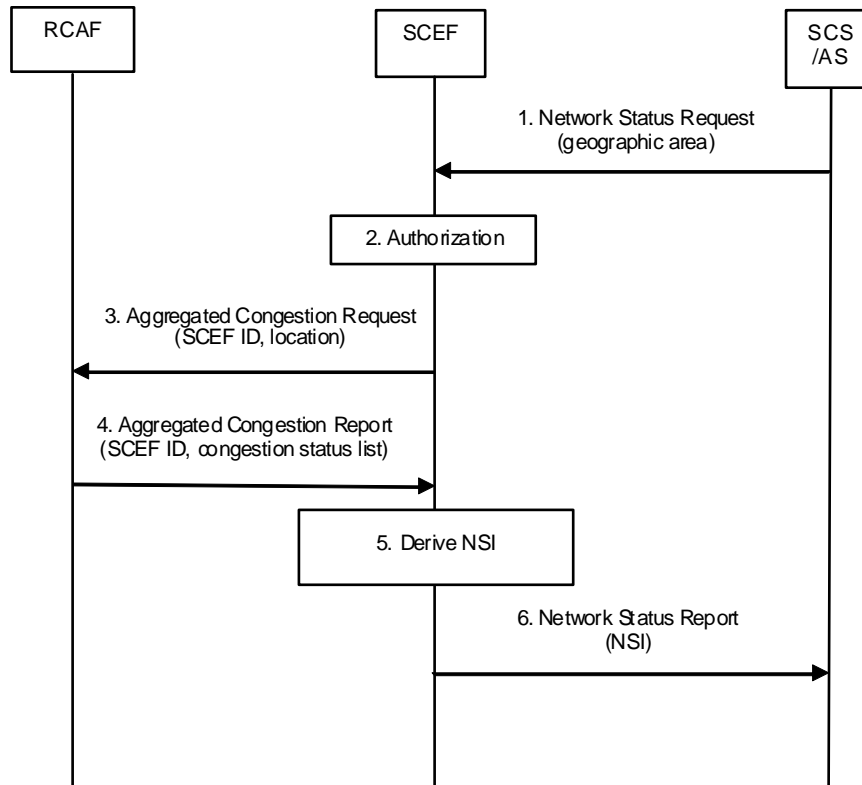 RCAF
SCEF
SCS
/AS
1. Network Status Request
(geographic area)
2. Authorization
3. Aggregated Congestion Request
(SCEF ID, location)
4. Aggregated Congestion Report
(SCEF ID, congestion status list)
5. Derive NSI
6. Network Status Report
(NSI)